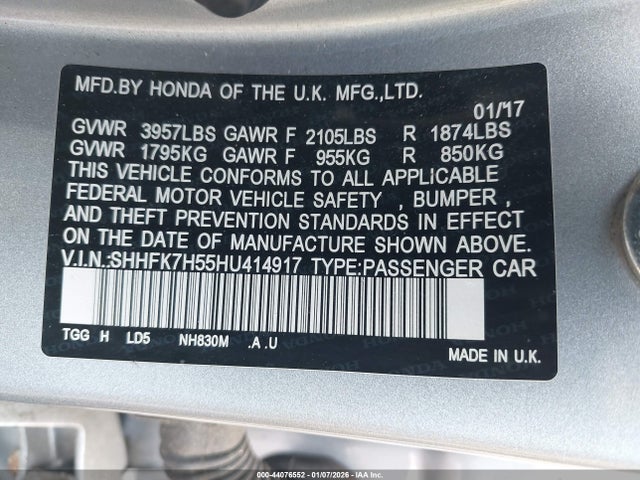 MFD.BY HONDA OF THE U.K. MFG.,LTD.
01/17
GVWR 3957LBS GAWR F 2105LBS R 1874LBS
GVWR 1795KG GAWR F 955KG R 850KG
THIS VEHICLE CONFORMS TO ALL APPLICABLE
FEDERAL MOTOR VEHICLE SAFETY , BUMPER ,
AND THEFT PREVENTION STANDARDS IN EFFECT
ON THE DATE OF MANUFACTURE SHOWN ABOVE.
V.I.N.:SHHFK7H55HU414917 TYPE:PASSENGER CAR
TGG H LD5 NH830M .A .U
MADE IN U.K.
000-44076552 | 01/07/2026 - IAA Corp.